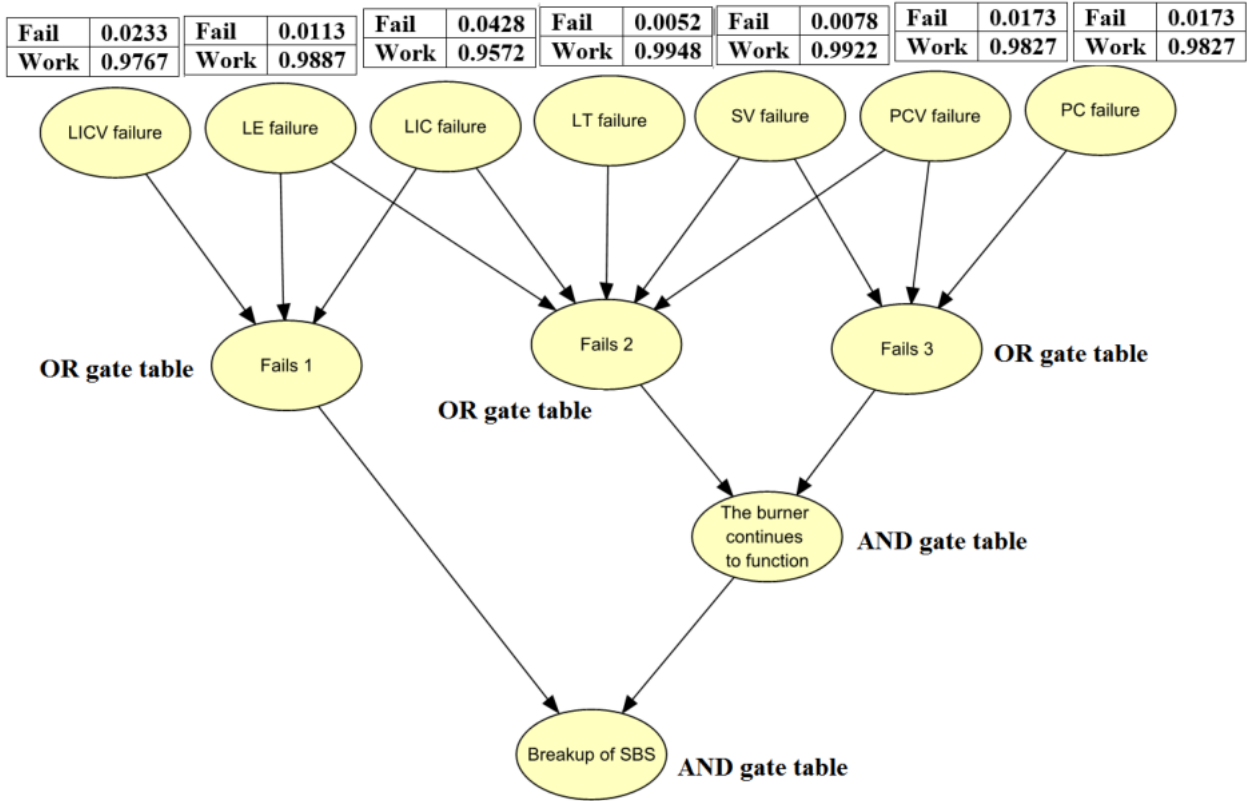 Fail 0.0233
Work 0.9767
Fail 0.0113
Work 0.9887
Fail 0.0428
Work 0.9572
Fail 0.0052
Work 0.9948
Fail 0.0078
Work 0.9922
Fail 0.0173
Work 0.9827
Fail 0.0173
Work 0.9827
LICV failure
LE failure
LIC failure
LT failure
SV failure
PCV failure
PC failure
OR gate table
Fails 1
Fails 2
OR gate table
Fails 3
OR gate table
The burner
continues
to function
AND gate table
Breakup of SBS
AND gate table